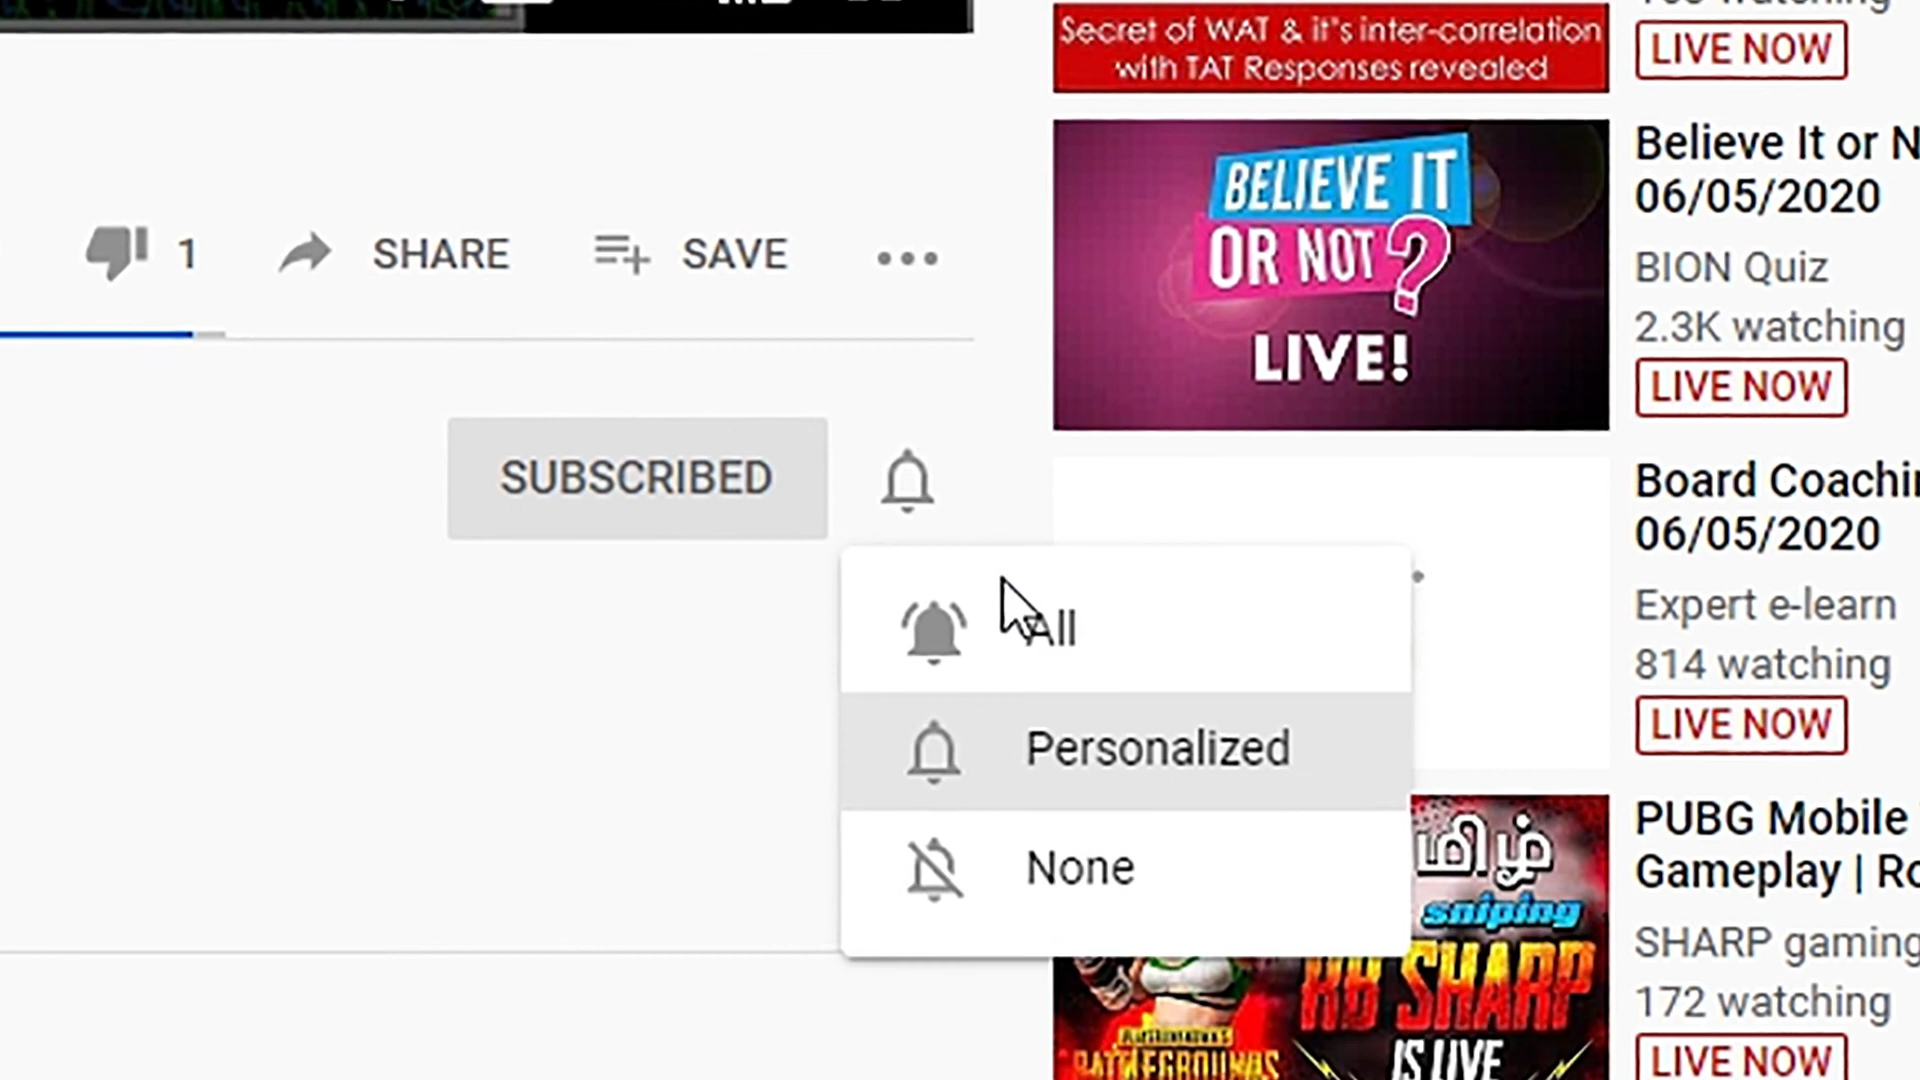 1
SHARE
SAVE
SUBSCRIBED
All
Personalized
None
Secret of WAT & it's inter-correlation
with TAT Responses revealed
LIVE NOW
BELIEVE IT
OR NOT?
LIVE!
Believe It or N
06/05/2020
BION Quiz
2.3K watching
LIVE NOW
Board Coachin
06/05/2020
Expert e-learn
814 watching
LIVE NOW
மிழ்
sniping
SHARP
IS LIVE
BATTLEGROUNDS
PUBG Mobile
Gameplay | Ro
SHARP gaming
172 watching
LIVE NOW